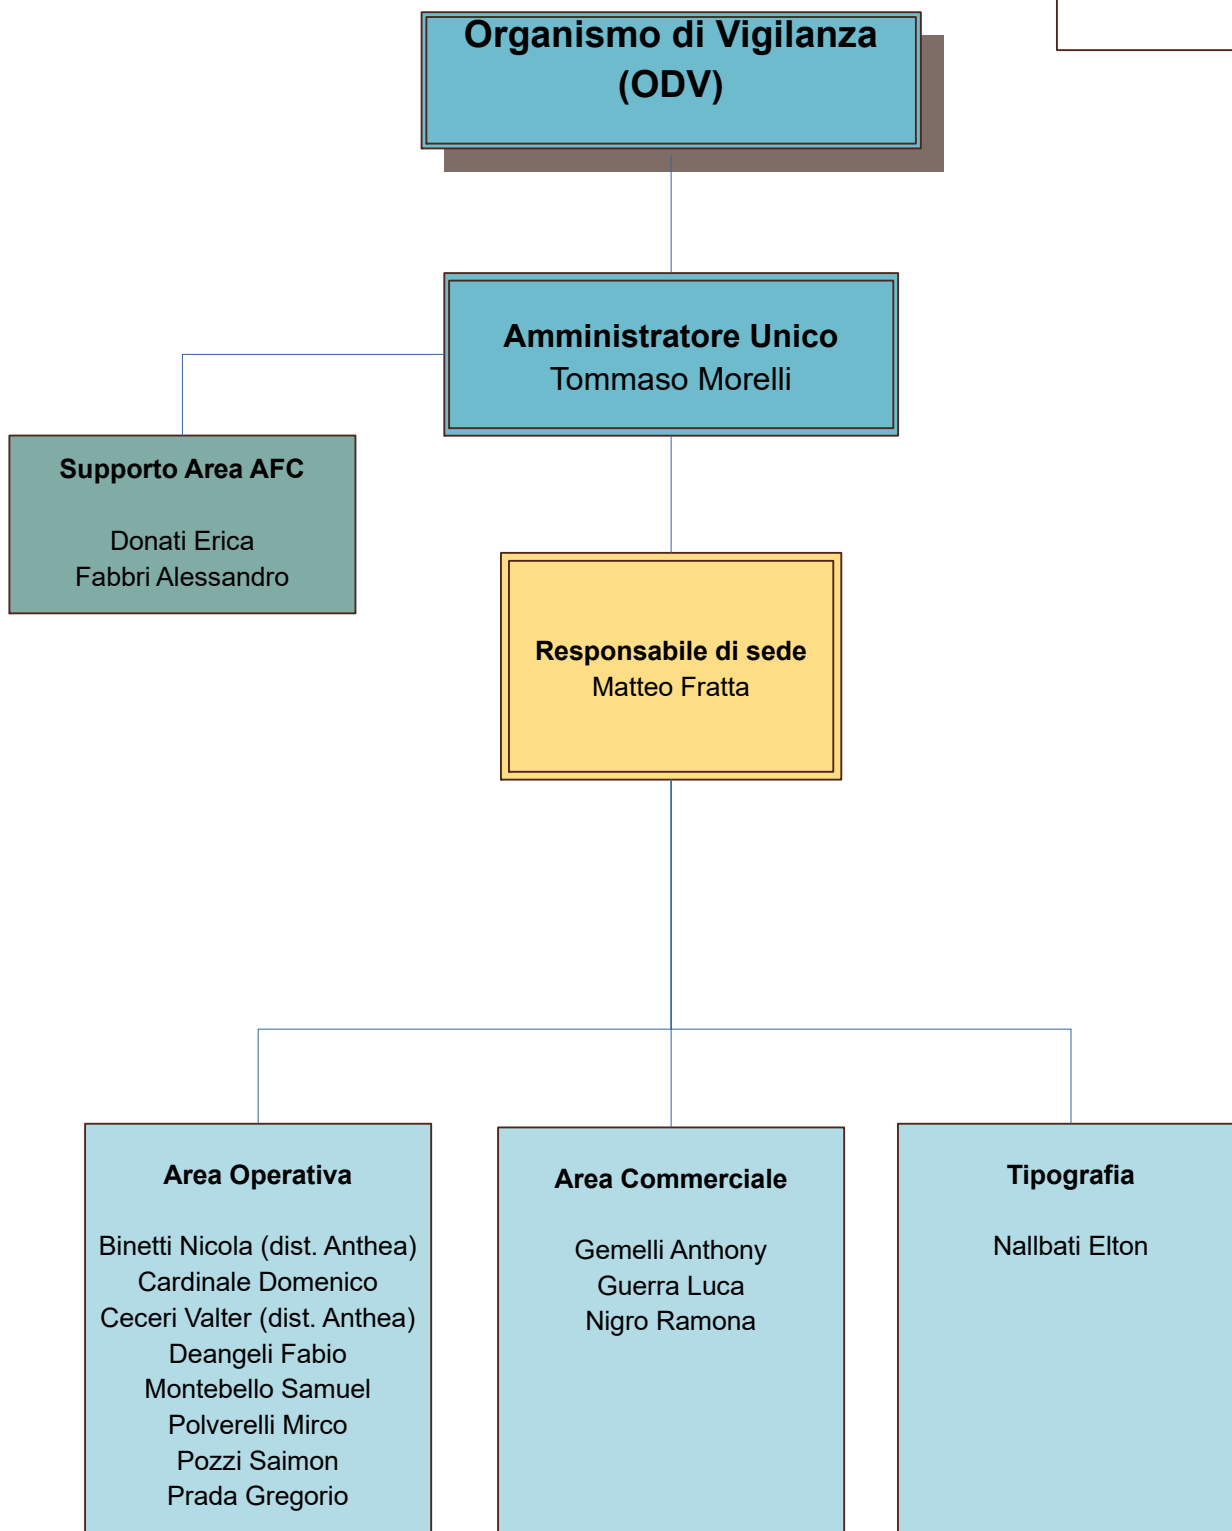 Organismo di Vigilanza
(ODV)
Amministratore Unico
Tommaso Morelli
Supporto Area AFC
Donati Erica
Fabbri Alessandro
Responsabile di sede
Matteo Fratta
Area Operativa
Binetti Nicola (dist. Anthea)
Cardinale Domenico
Ceceri Valter (dist. Anthea)
Deangeli Fabio
Montebello Samuel
Polverelli Mirco
Pozzi Saimon
Prada Gregorio
Area Commerciale
Gemelli Anthony
Guerra Luca
Nigro Ramona
Tipografia
Nallbati Elton